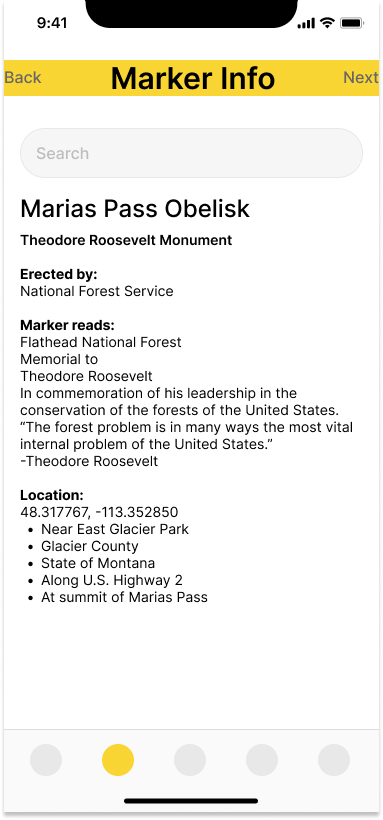 9:41
Back Marker Info Next
Search
Marias Pass Obelisk
Theodore Roosevelt Monument
Erected by:
National Forest Service
Marker reads:
Flathead National Forest
Memorial to
Theodore Roosevelt
In commemoration of his leadership in the
conservation of the forests of the United States.
“The forest problem is in many ways the most vital
internal problem of the United States.”
-Theodore Roosevelt
Location:
48.317767, -113.352850
• Near East Glacier Park
• Glacier County
• State of Montana
• Along U.S. Highway 2
• At summit of Marias Pass